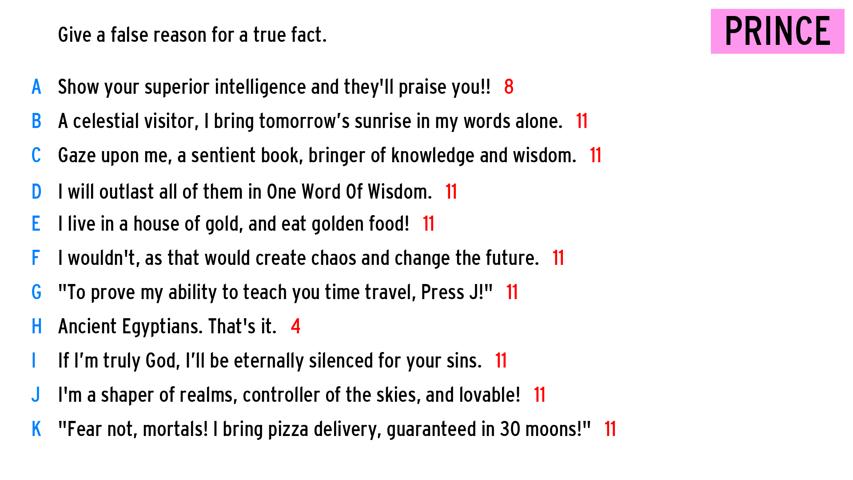 Give a false reason for a true fact.
PRINCE
A Show your superior intelligence and they'll praise you!! 8
B A celestial visitor, I bring tomorrow's sunrise in my words alone. 11
C Gaze upon me, a sentient book, bringer of knowledge and wisdom. 11
D I will outlast all of them in One Word Of Wisdom. 11
E I live in a house of gold, and eat golden food! 11
F I wouldn't, as that would create chaos and change the future. 11
G "To prove my ability to teach you time travel, Press J!" 11
H Ancient Egyptians. That's it. 4
I If I'm truly God, I'll be eternally silenced for your sins. 11
J I'm a shaper of realms, controller of the skies, and lovable! 11
K "Fear not, mortals! I bring pizza delivery, guaranteed in 30 moons!" 11